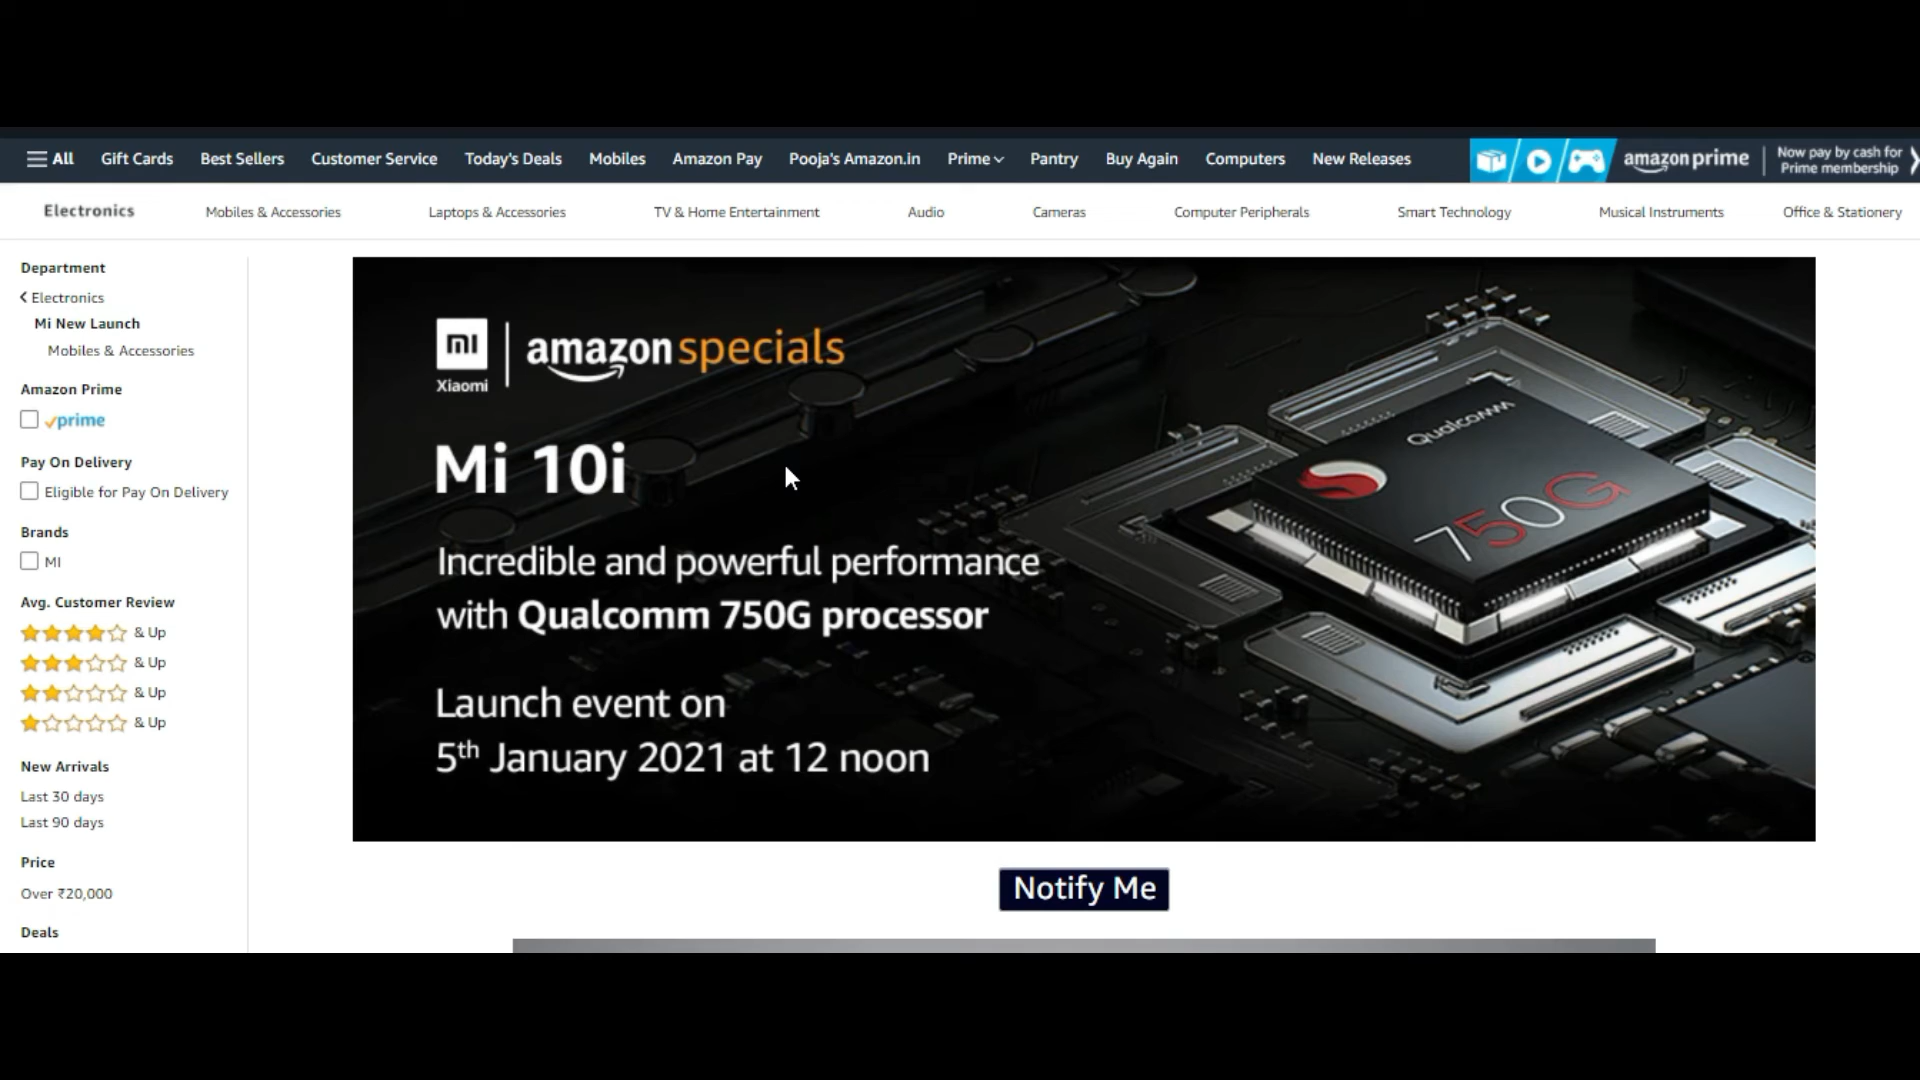 All Gift Cards Best Sellers Customer Service Today's Deals Mobiles Amazon Pay Pooja's Amazon.in Prime Pantry Buy Again Computers New Releases amazon prime Now pay by cash for
Prime membership
Electronics Mobiles & Accessories Laptops & Accessories TV & Home Entertainment Audio Cameras Computer Peripherals Smart Technology Musical Instruments Office & Stationery
Department
Electronics
Mi New Launch
Mobiles & Accessories
Amazon Prime
prime
Pay On Delivery
Eligible for Pay On Delivery
Brands
MI
Avg. Customer Review
& Up
& Up
& Up
& Up
New Arrivals
Last 30 days
Last 90 days
Price
Over ₹20,000
Deals
mi
Xiaomi
amazon specials
Mi 10i
Incredible and powerful performance
with Qualcomm 750G processor
Launch event on
5th January 2021 at 12 noon
Qualcomm
750G
Notify Me